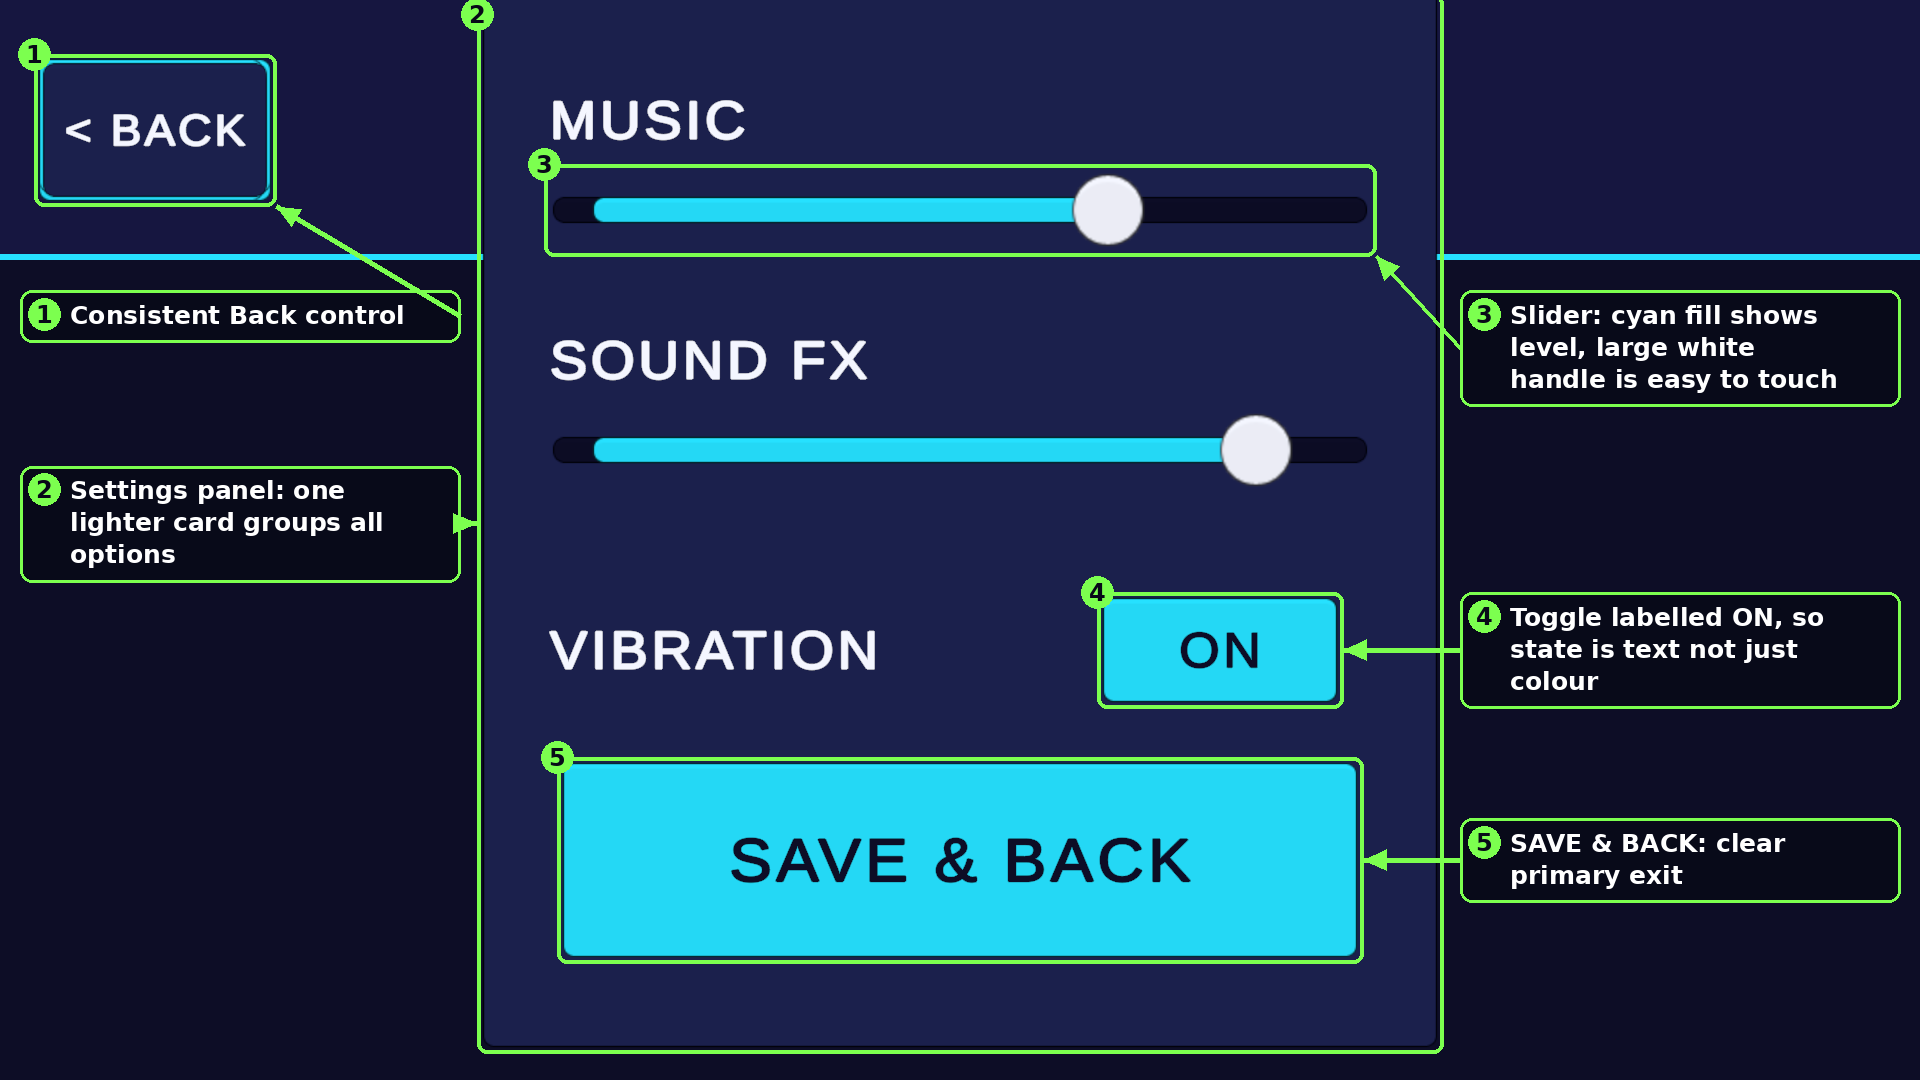 1
< BACK
1 Consistent Back control
2 Settings panel: one
lighter card groups all
options
2
MUSIC
3
SOUND FX
VIBRATION
4
ON
5
SAVE & BACK
3 Slider: cyan fill shows
level, large white
handle is easy to touch
4 Toggle labelled ON, so
state is text not just
colour
5 SAVE & BACK: clear
primary exit